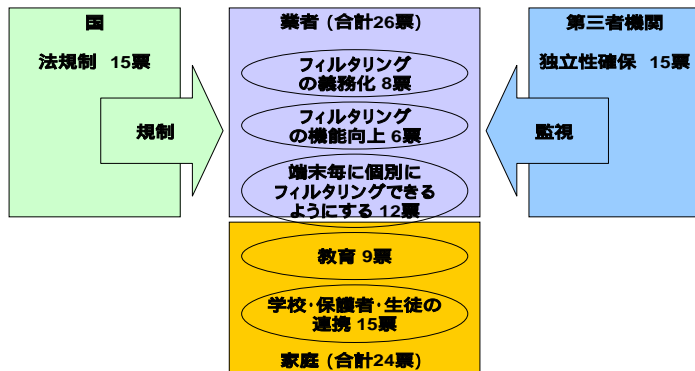 国
法規制 15票
規制
業者 (合計26票)
フィルタリング
の義務化 8票
フィルタリング
の機能向上 6票
端末毎に個別に
フィルタリングできる
ようにする 12票
第三者機関
独立性確保 15票
監視
教育 9票
学校･保護者･生徒の
連携 15票
家庭 (合計24票)